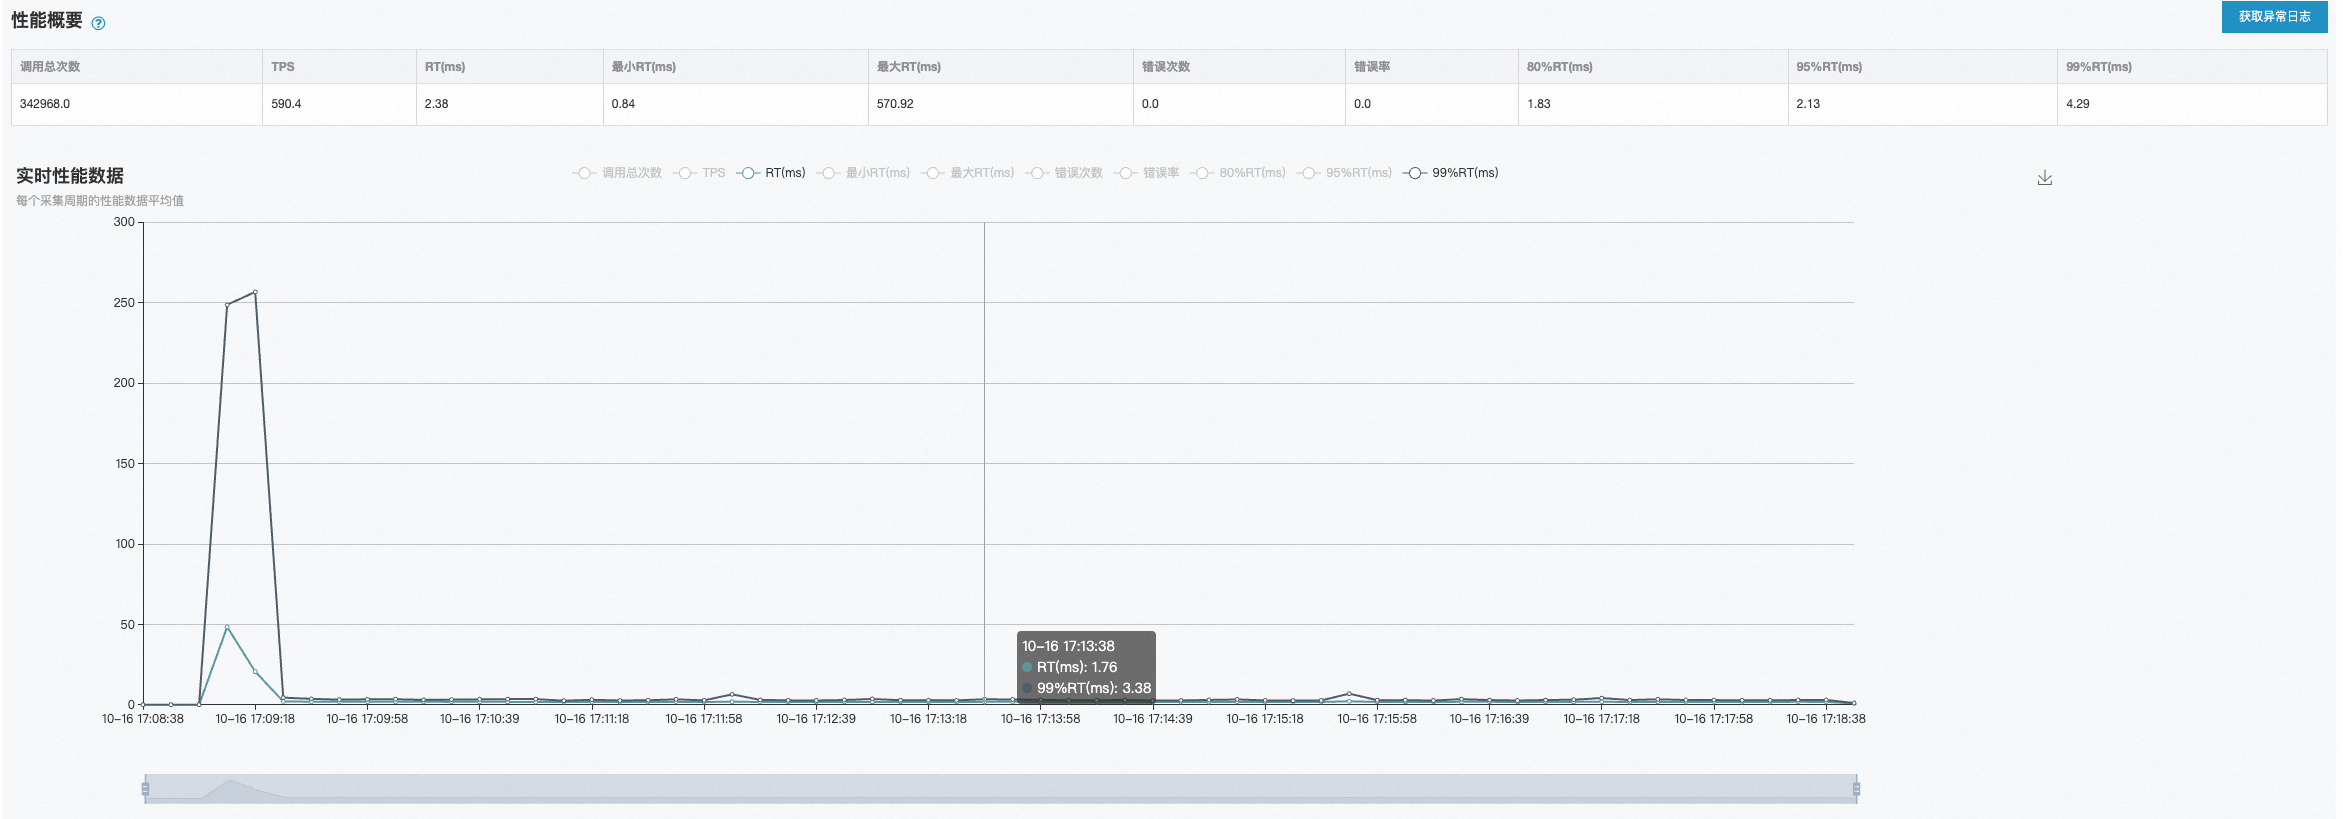 性能概要 ?
获取异常日志
调用总次数 TPS RT(ms) 最小RT(ms) 最大RT(ms) 错误次数 错误率 80%RT(ms) 95%RT(ms) 99%RT(ms)
342968.0 590.4 2.38 0.84 570.92 0.0 0.0 1.83 2.13 4.29
实时性能数据
每个采集周期的性能数据平均值
调用总次数 TPS RT(ms) 最小RT(ms) 最大RT(ms) 错误次数 错误率 80%RT(ms) 95%RT(ms) 99%RT(ms)
300
250
200
150
100
50
0
10-16 17:13:38
RT(ms): 1.76
99%RT(ms): 3.38
10-16 17:08:38 10-16 17:09:18 10-16 17:09:58 10-16 17:10:39 10-16 17:11:18 10-16 17:11:58 10-16 17:12:39 10-16 17:13:18 10-16 17:13:58 10-16 17:14:39 10-16 17:15:18 10-16 17:15:58 10-16 17:16:39 10-16 17:17:18 10-16 17:17:58 10-16 17:18:38